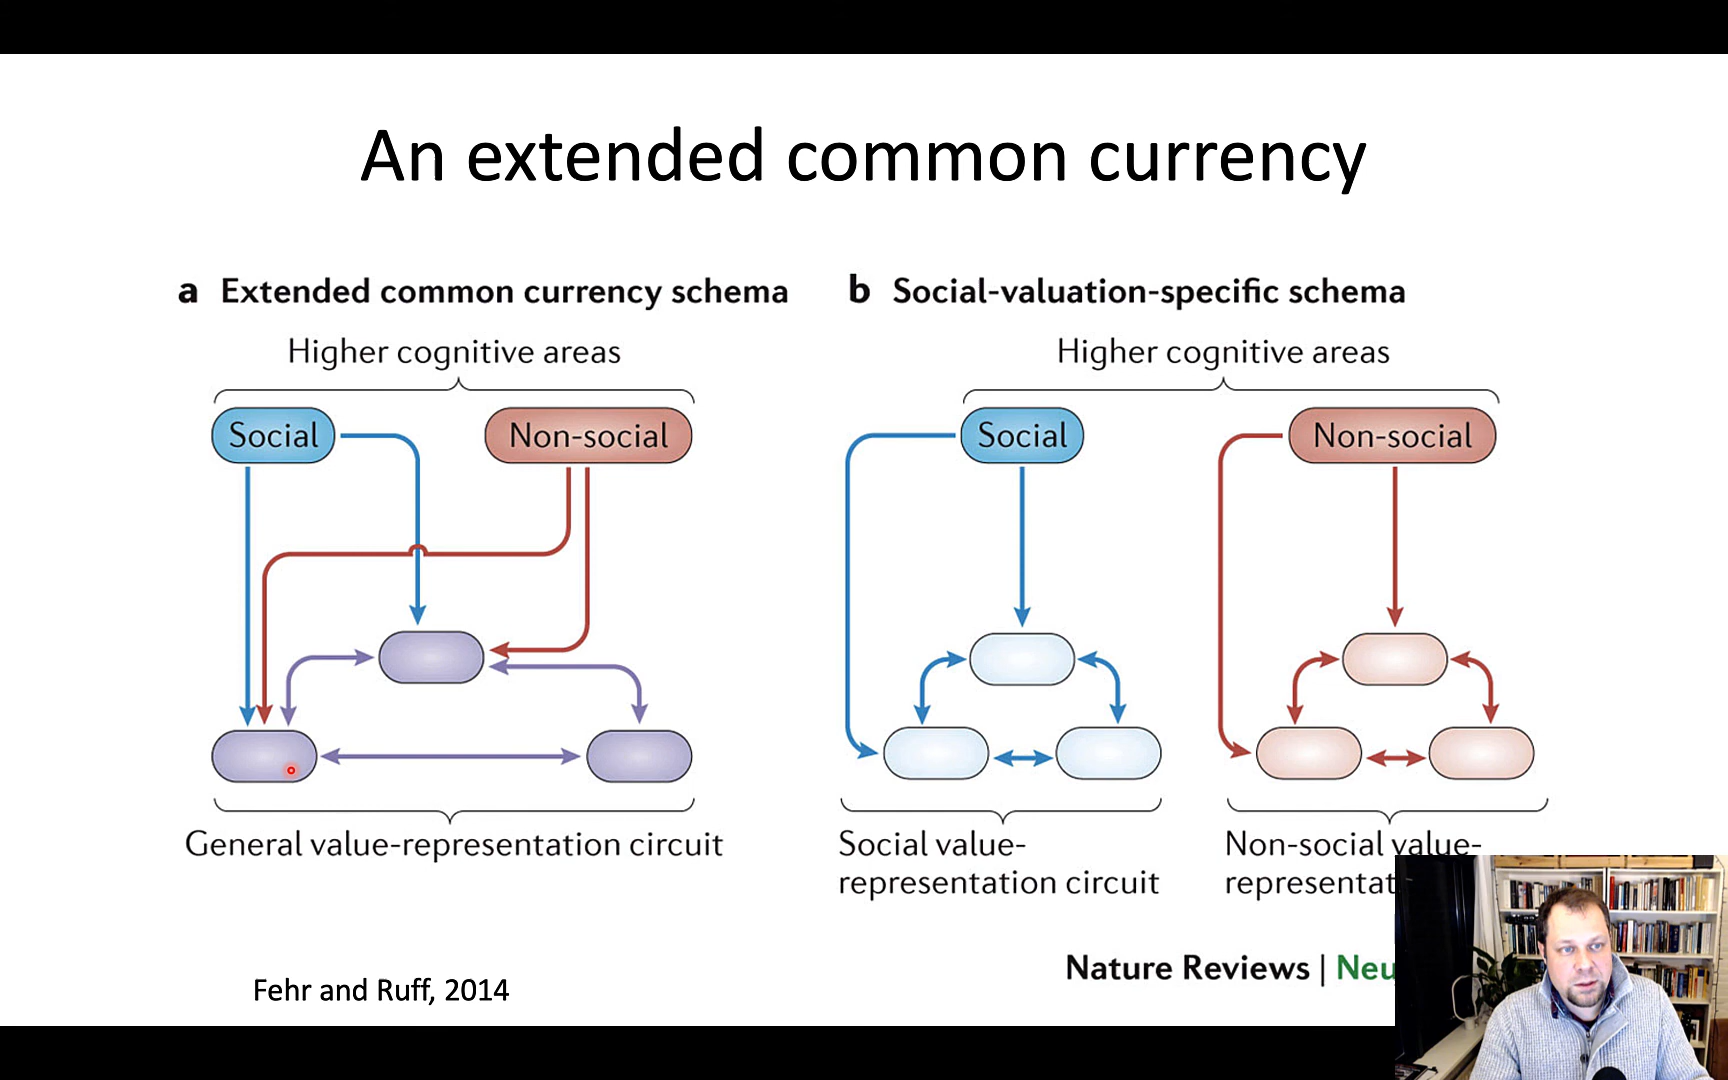 An extended common currency
a Extended common currency schema
Higher cognitive areas
Social
Non-social
General value-representation circuit
b Social-valuation-specific schema
Higher cognitive areas
Social
Non-social
Social value-
representation circuit
Non-social value-
Nature Reviews |
Fehr and Ruff, 2014